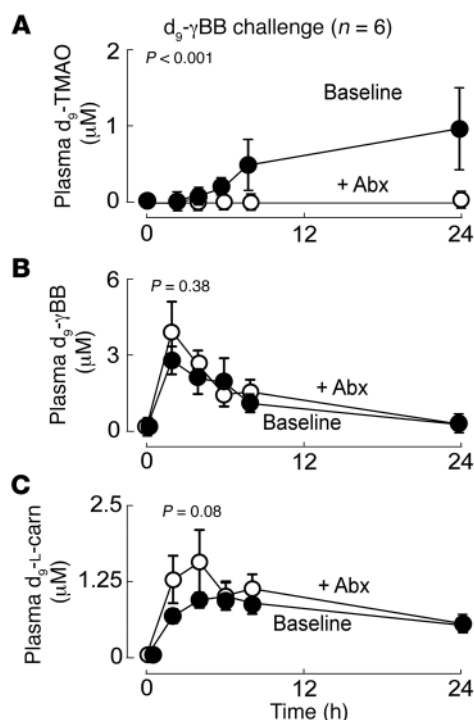 A
d₉-γBB challenge (n = 6)
P < 0.001
Plasma d₉-TMAO
(μM)
2
1
0
Baseline
+ Abx
0
12
24
B
P = 0.38
Plasma d₉-γBB
(μM)
6
3
0
+ Abx
Baseline
0
12
24
C
P = 0.08
Plasma d₉-L-carn
(μM)
2.5
1.25
0
+ Abx
Baseline
0
12
24
Time (h)